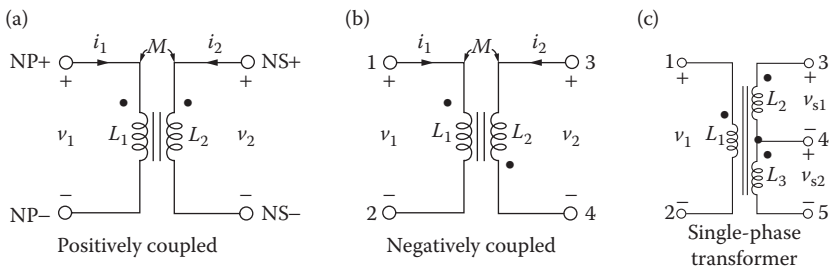 (a)
NP+
i₁
M
i₂
NS+
+
+
v₁
L₁
L₂
v₂
NP−
−
−
NS−
Positively coupled
(b)
1
i₁
M
i₂
3
+
+
v₁
L₁
L₂
v₂
2
−
−
4
Negatively coupled
(c)
1
3
+
+
L₂
vs1
−
4
v₁
L₁
+
L₃
vs2
2
−
−
5
Single-phase
transformer